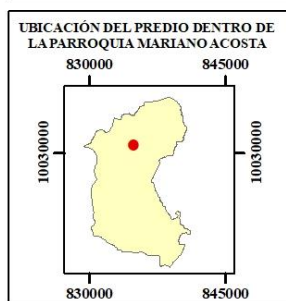 UBICACIÓN DEL PREDIO DENTRO DE
LA PARROQUIA MARIANO ACOSTA
830000 845000
10030000 10030000
830000 845000